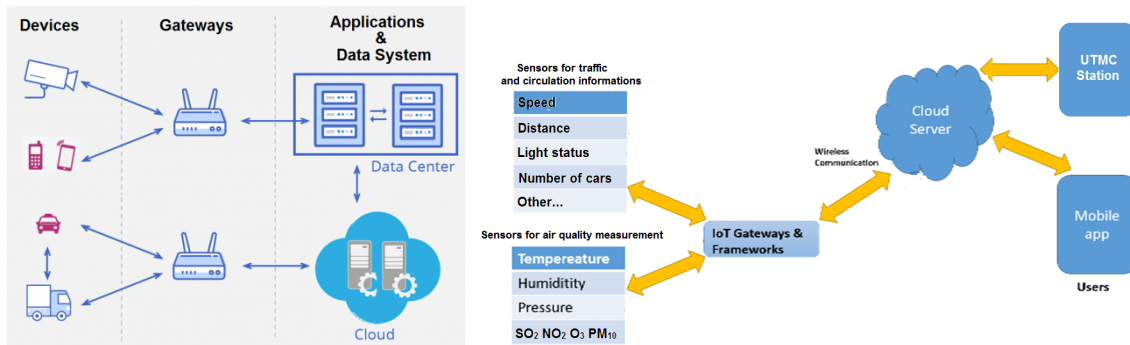 Devices
Gateways
Applications
&
Data System
Data Center
Cloud
Sensors for traffic
and circulation informations
Speed
Distance
Light status
Number of cars
Other...
Sensors for air quality measurement
Tempereature
Humiditity
Pressure
SO₂ NO₂ O₃ PM₁₀
IoT Gateways &
Frameworks
Wireless
Communication
Cloud
Server
UTMC
Station
Mobile
app
Users